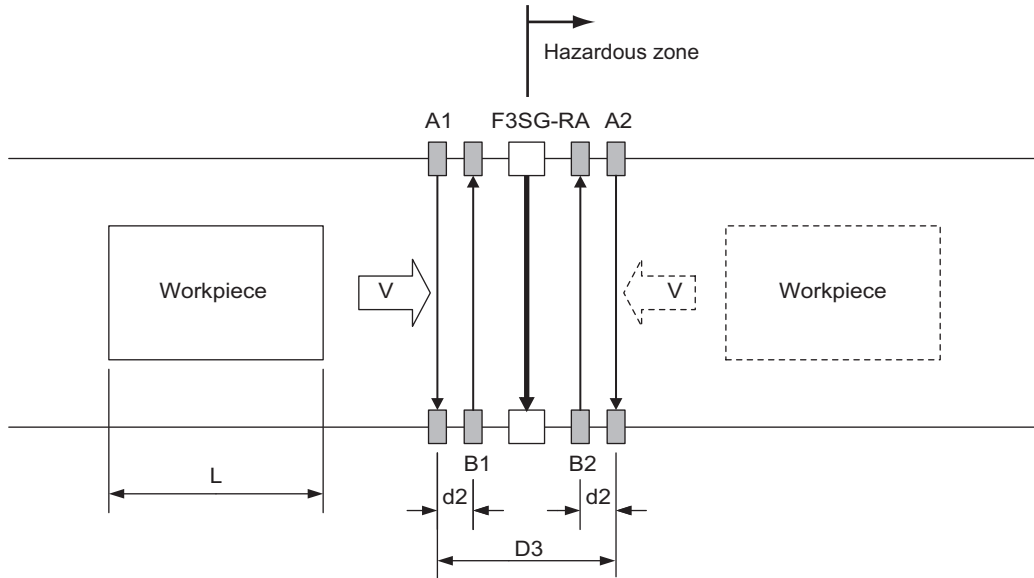 Hazardous zone
A1 F3SG-RA A2
Workpiece V V Workpiece
B1 B2
L d2 d2
D3